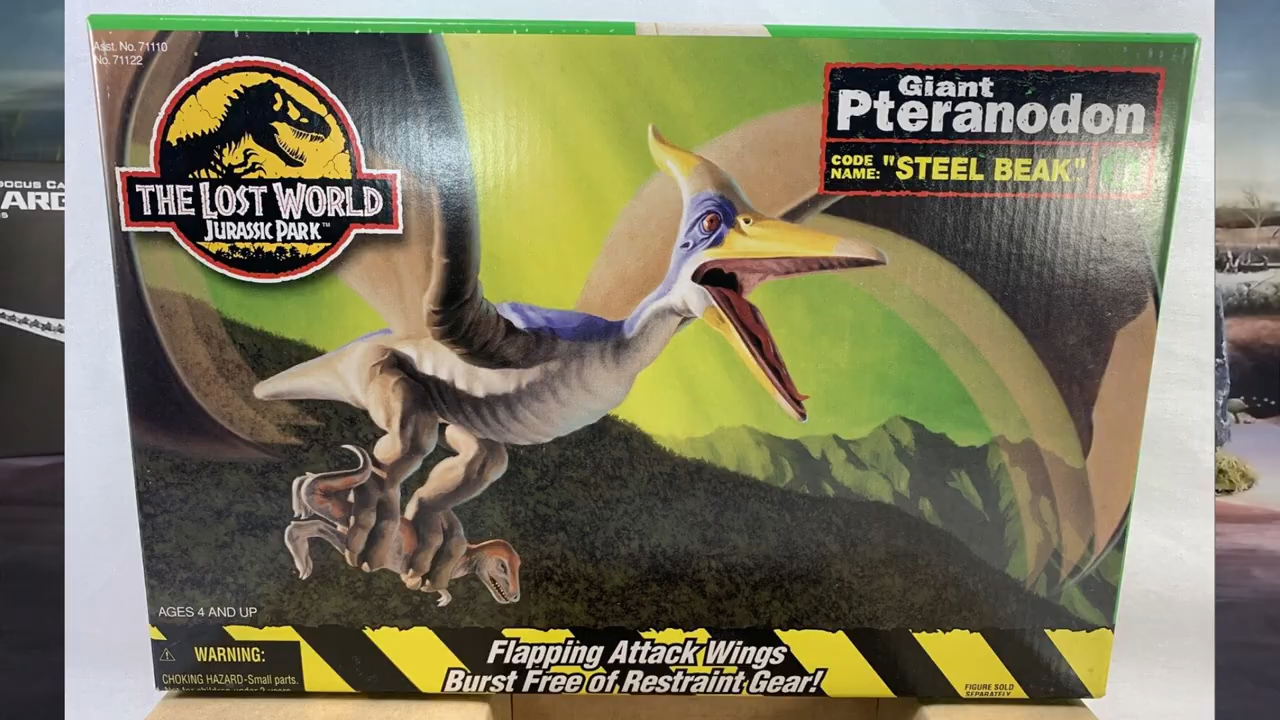 Asst. No. 71110
No. 71122
THE LOST WORLD
JURASSIC PARK™
Giant
Pteranodon
CODE NAME: "STEEL BEAK"
AGES 4 AND UP
⚠ WARNING:
CHOKING HAZARD-Small parts.
Flapping Attack Wings
Burst Free of Restraint Gear!
FIGURE SOLD
SEPARATELY